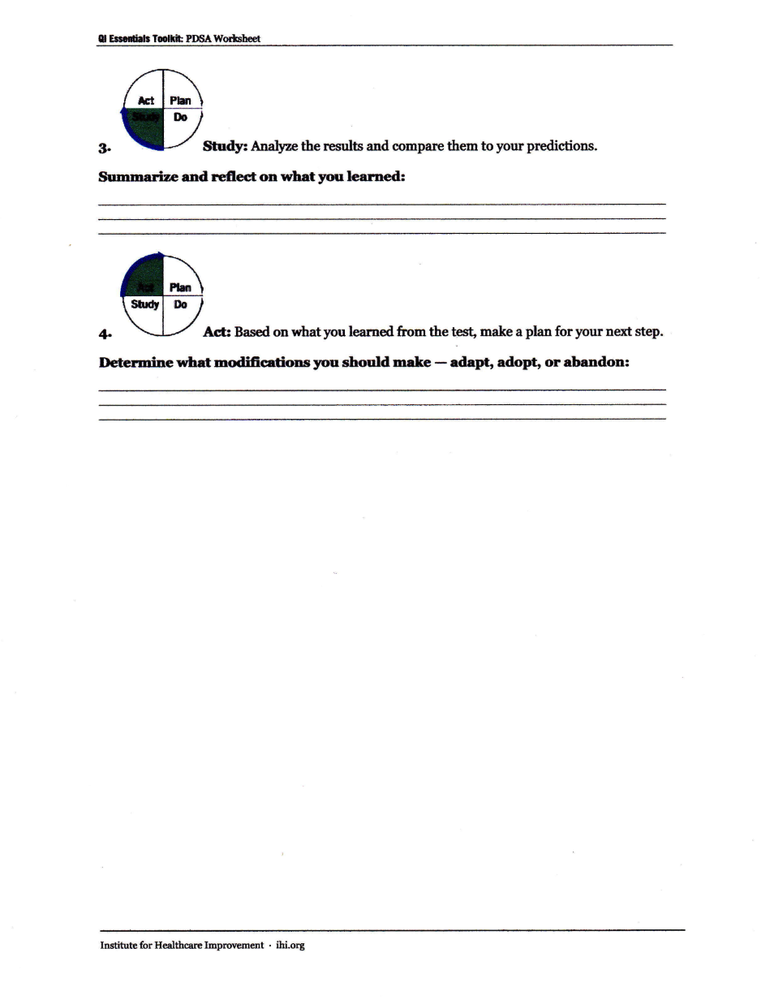 QI Essentials Toolkit: PDSA Worksheet
Act Plan
Study Do
3. Study: Analyze the results and compare them to your predictions.
Summarize and reflect on what you learned:
Act Plan
Study Do
4. Act: Based on what you learned from the test, make a plan for your next step.
Determine what modifications you should make — adapt, adopt, or abandon:
Institute for Healthcare Improvement · ihi.org